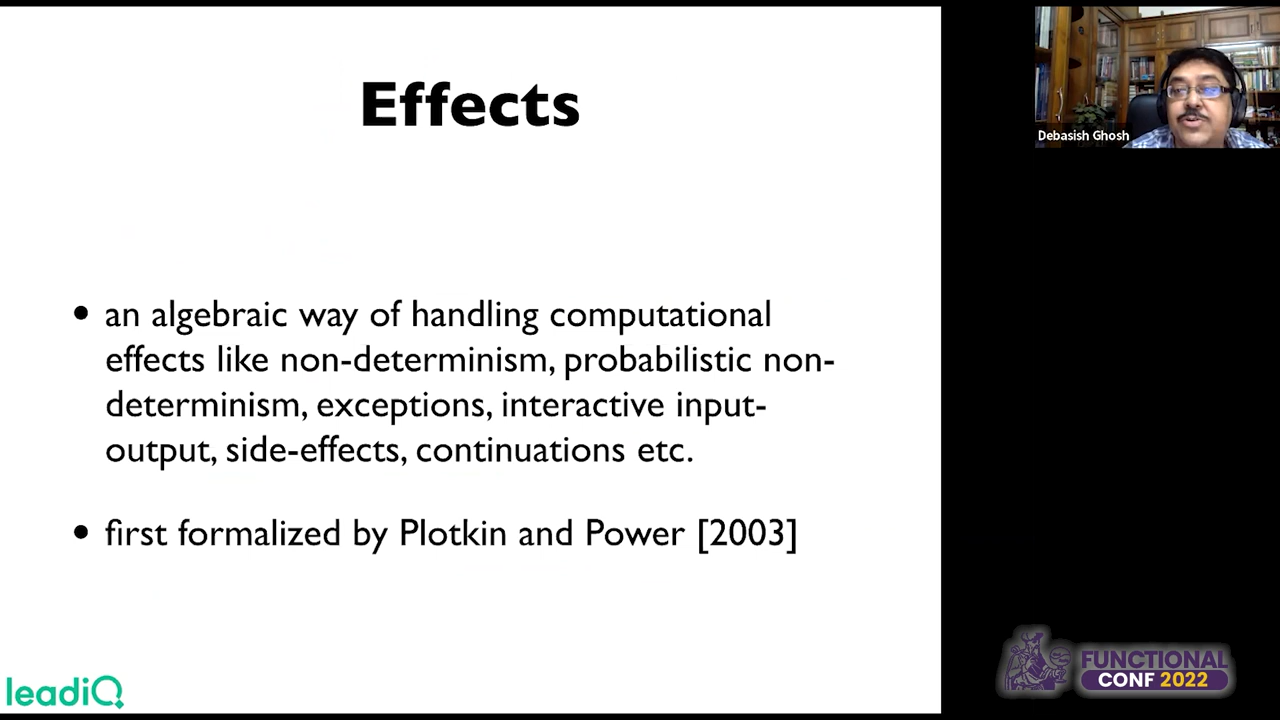 Effects
• an algebraic way of handling computational
effects like non-determinism, probabilistic non-
determinism, exceptions, interactive input-
output, side-effects, continuations etc.
• first formalized by Plotkin and Power [2003]
leadiQ
Debasish Ghosh
FUNCTIONAL
CONF 2022